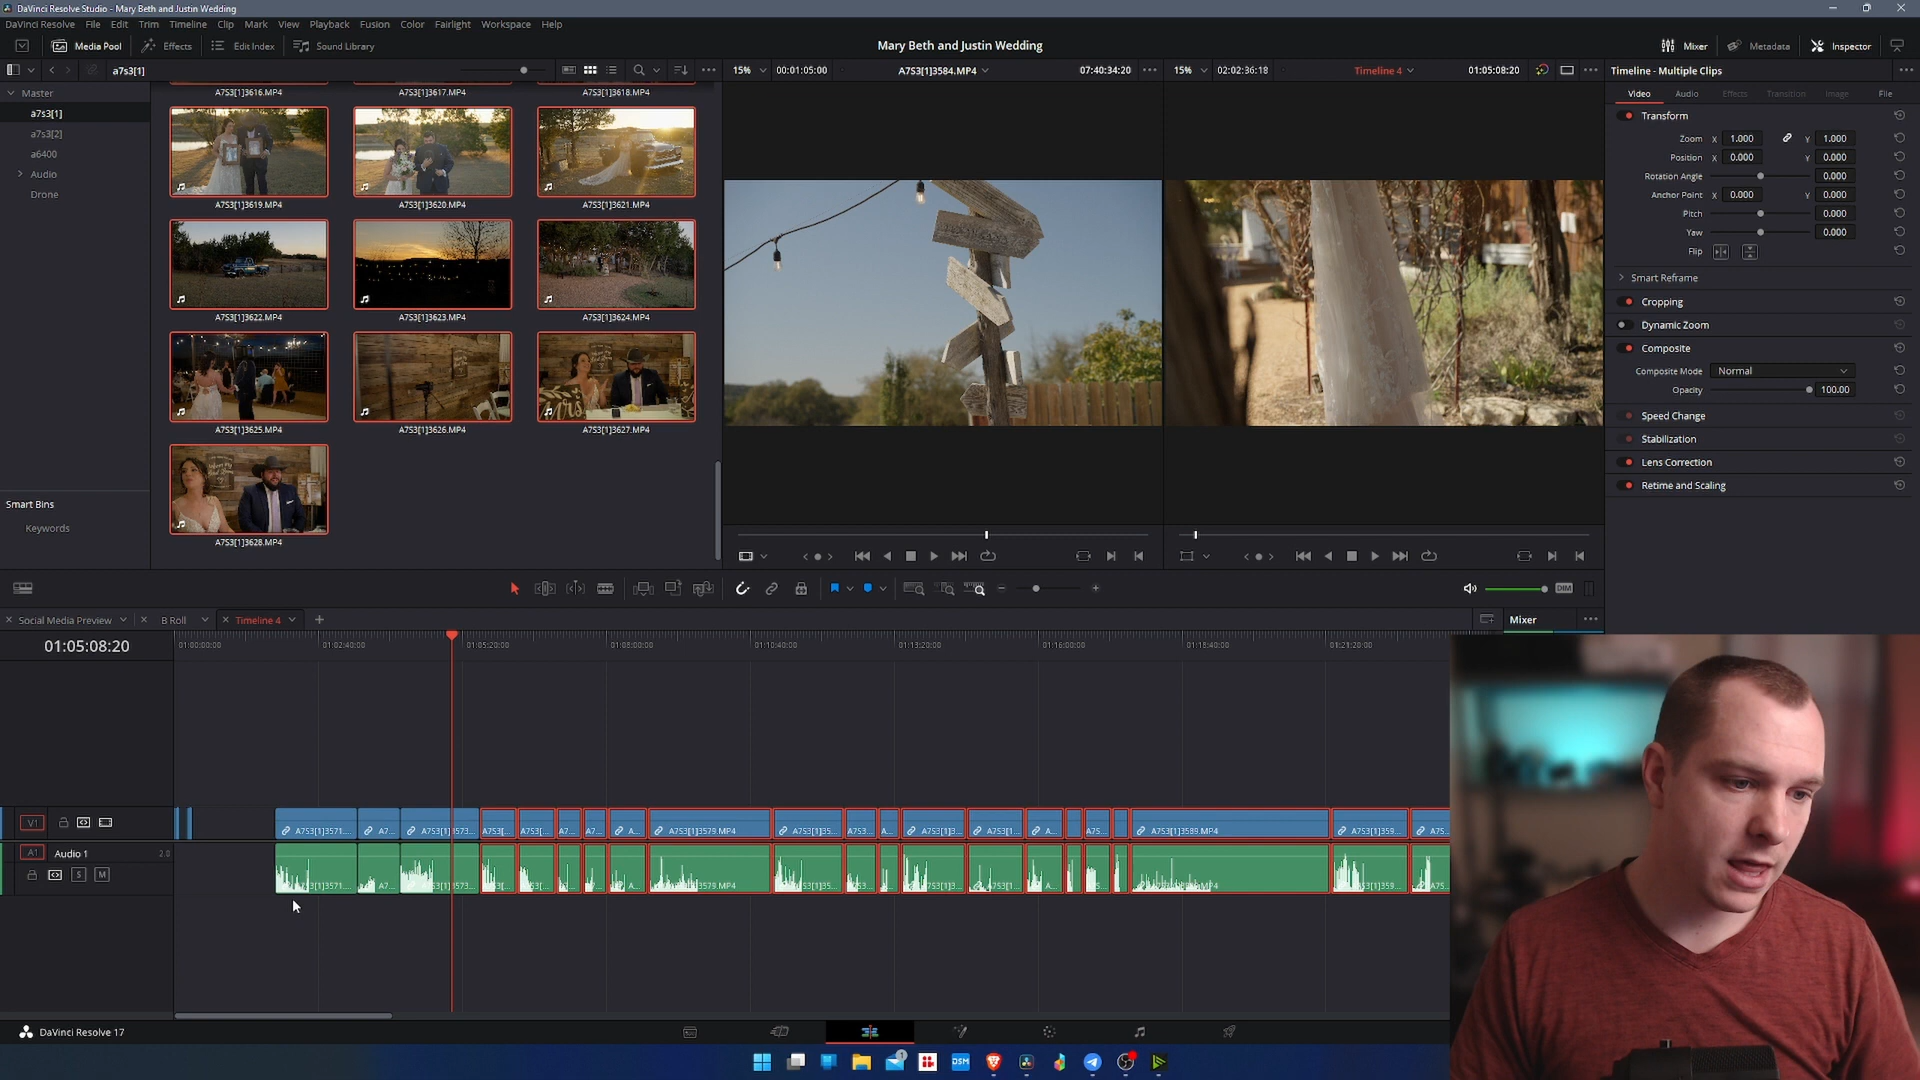 DaVinci Resolve Studio - Mary Beth and Justin Wedding
DaVinci Resolve File Edit Trim Timeline Clip Mark View Playback Fusion Color Fairlight Workspace Help
Media Pool Effects Edit Index Sound Library
Mary Beth and Justin Wedding
Mixer Metadata Inspector
a7s3[1]
15% 00:01:05:00 A7S3[1]3584.MP4 07:40:34:20
15% 02:02:36:18 Timeline 4 01:05:08:20
Timeline - Multiple Clips
Master
a7s3[1]
a7s3[2]
a6400
Audio
Drone
Smart Bins
Keywords
A7S3[1]3616.MP4 A7S3[1]3617.MP4 A7S3[1]3618.MP4
A7S3[1]3619.MP4 A7S3[1]3620.MP4 A7S3[1]3621.MP4
A7S3[1]3622.MP4 A7S3[1]3623.MP4 A7S3[1]3624.MP4
A7S3[1]3625.MP4 A7S3[1]3626.MP4 A7S3[1]3627.MP4
A7S3[1]3628.MP4
Video Audio Effects Transition Image File
Transform
Zoom X 1.000 Y 1.000
Position X 0.000 Y 0.000
Rotation Angle 0.000
Anchor Point X 0.000 Y 0.000
Pitch 0.000
Yaw 0.000
Flip
Smart Reframe
Cropping
Dynamic Zoom
Composite
Composite Mode Normal
Opacity 100.00
Speed Change
Stabilization
Lens Correction
Retime and Scaling
DIM
Social Media Preview B Roll Timeline 4
Mixer
01:05:08:20
01:00:00:00 01:02:40:00 01:05:20:00 01:08:00:00 01:10:40:00 01:13:20:00 01:16:00:00 01:18:40:00 01:21:20:00
V1 A7S3[1]3571... A7... A7S3[1]3573... A7S3[... A7S3[... A7... A7... A... A7S3[1]3579.MP4 A7S3[1]35... A7S3... A... A7S3[1]3... A7S3[1... A... A7S... A7S3[1]3589.MP4 A7S3[1]359... A7S
A1 Audio 1 2.0
S M
DaVinci Resolve 17
DSM